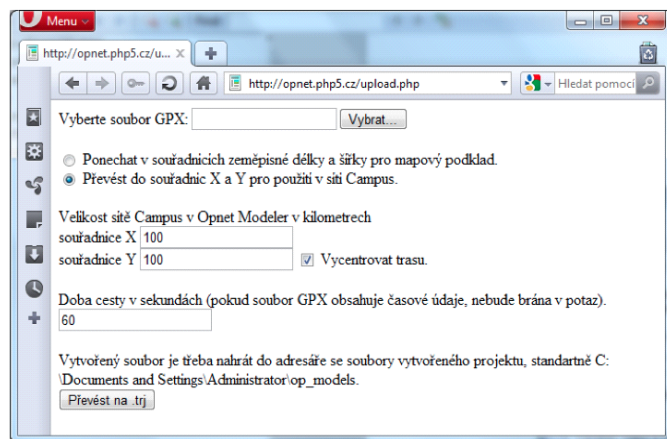 Menu
http://opnet.php5.cz/u...
http://opnet.php5.cz/upload.php
Hledat pomocí
Vyberte soubor GPX:
Vybrat...
Ponechat v souřadnicich zeměpisné délky a šířky pro mapový podklad.
Převést do souřadnic X a Y pro použití v síti Campus.
Velikost sítě Campus v Opnet Modeler v kilometrech
souřadnice X 100
souřadnice Y 100 Vycentrovat trasu.
Doba cesty v sekundách (pokud soubor GPX obsahuje časové údaje, nebude brána v potaz).
60
Vytvořený soubor je třeba nahrát do adresáře se soubory vytvořeného projektu, standartně C:
\Documents and Settings\Administrator\op_models.
Převést na .trj